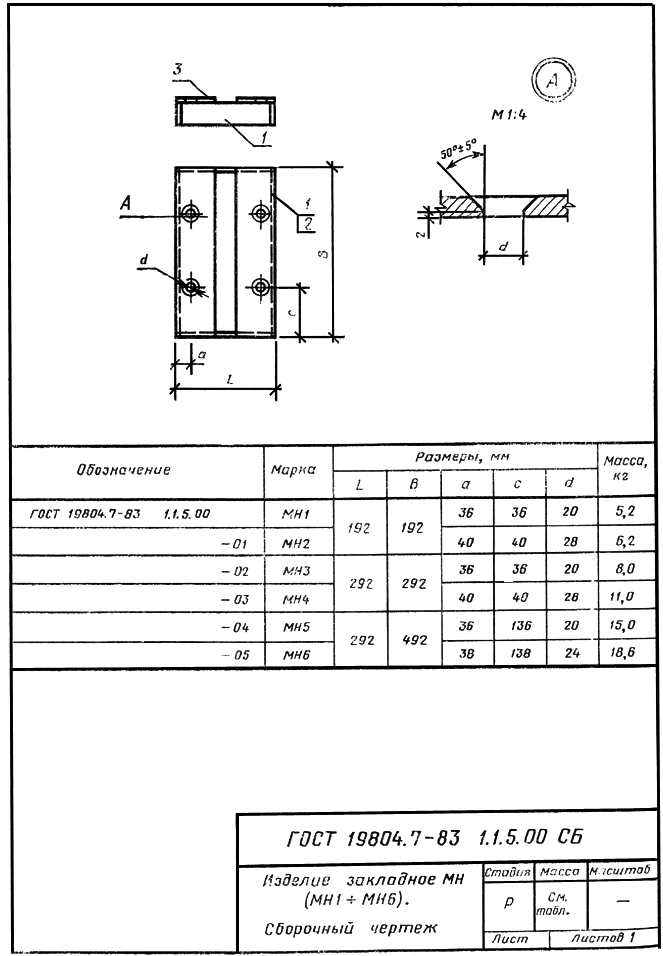 3
1
A
1
2
d
B
c
a
L
A
М 1:4
50°±5°
2
d
Обозначение Марка Размеры, мм Масса, кг
L B a c d
ГОСТ 19804.7-83 1.1.5.00 МН1 192 192 36 36 20 5,2
-01 МН2 40 40 28 6,2
-02 МН3 292 292 36 36 20 8,0
-03 МН4 40 40 28 11,0
-04 МН5 292 492 36 136 20 15,0
-05 МН6 38 138 24 18,6
ГОСТ 19804.7-83 1.1.5.00 СБ
Изделие закладное МН
(МН1 ÷ МН6).
Сборочный чертеж
Стадия Масса Масштаб
Р См. табл. —
Лист Листов 1